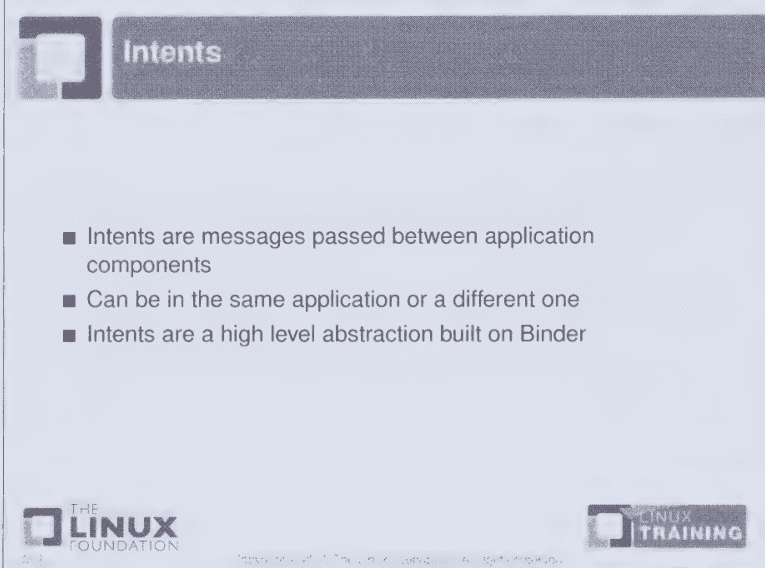 Intents
Intents are messages passed between application
components
Can be in the same application or a different one
Intents are a high level abstraction built on Binder
THE
LINUX
FOUNDATION
LINUX
TRAINING